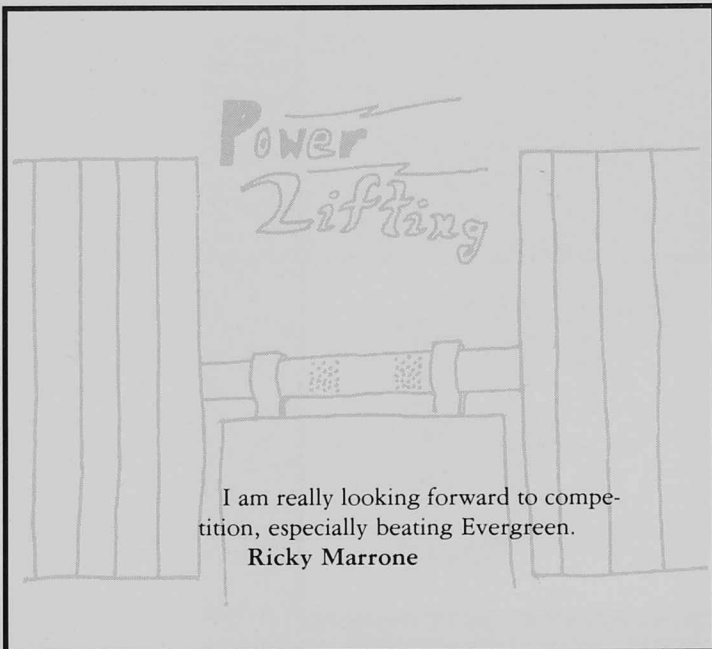 Power
Lifting
I am really looking forward to compe-
tition, especially beating Evergreen.
Ricky Marrone